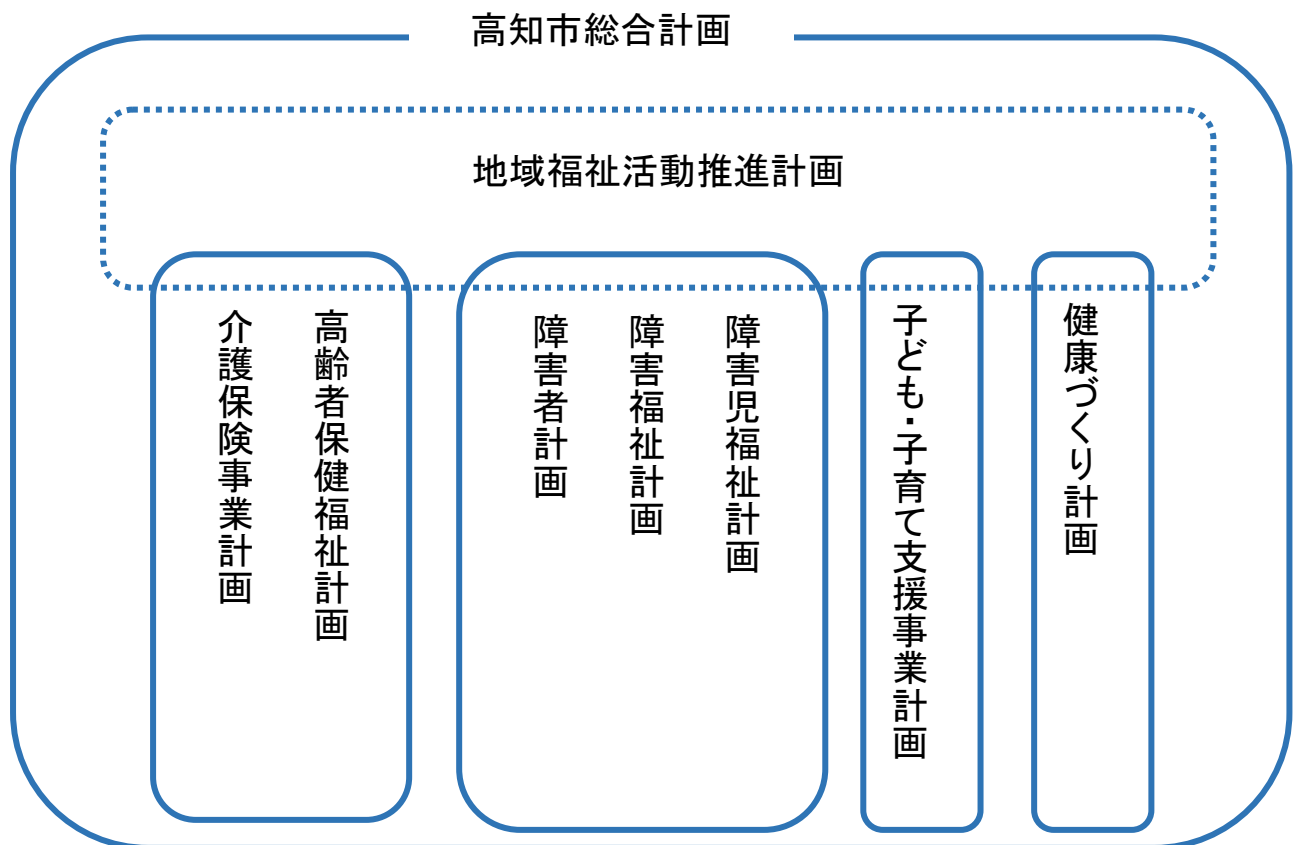 高知市総合計画
地域福祉活動推進計画
高齢者保健福祉計画
介護保険事業計画
障害児福祉計画
障害福祉計画
障害者計画
子ども・子育て支援事業計画
健康づくり計画